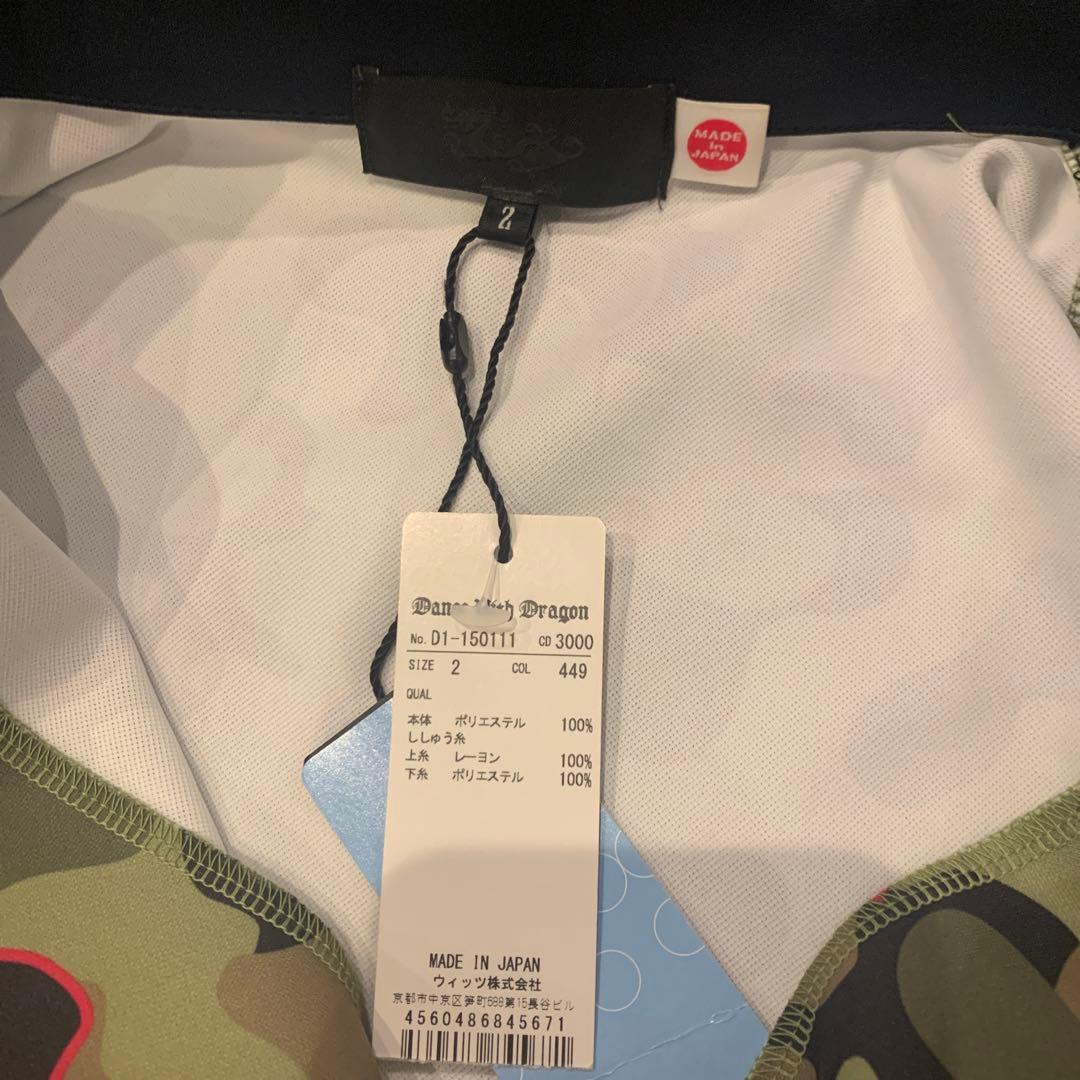 MADE
in
JAPAN
2
Dance With Dragon
No. D1-150111 CD 3000
SIZE 2 COL 449
QUAL
本体 ポリエステル 100%
ししゅう糸
上糸 レーヨン 100%
下糸 ポリエステル 100%
MADE IN JAPAN
ウィッツ株式会社
京都市中京区笋町688第15長谷ビル
4560486845671